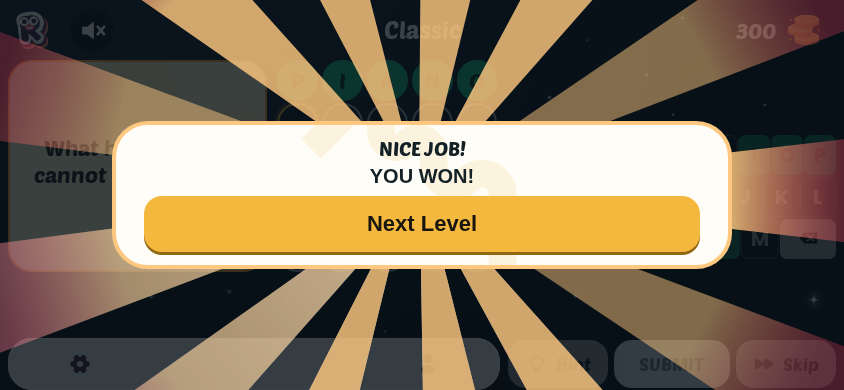 R
Classic
300
P I A N O
What h
cannot
O P
J K L
M
NICE JOB!
YOU WON!
Next Level
Hint
SUBMIT
Skip